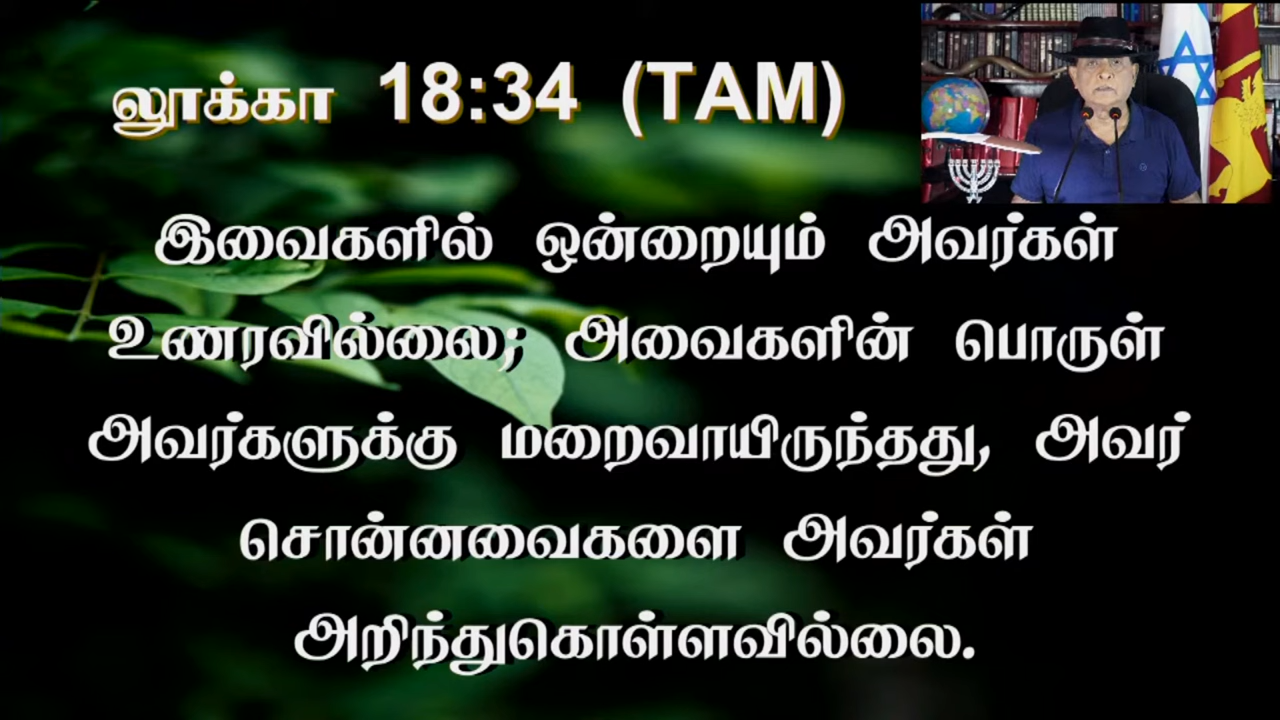 லூக்கா 18:34 (TAM)
இவைகளில் ஒன்றையும் அவர்கள்
உணரவில்லை; அவைகளின் பொருள்
அவர்களுக்கு மறைவாயிருந்தது, அவர்
சொன்னவைகளை அவர்கள்
அறிந்துகொள்ளவில்லை.